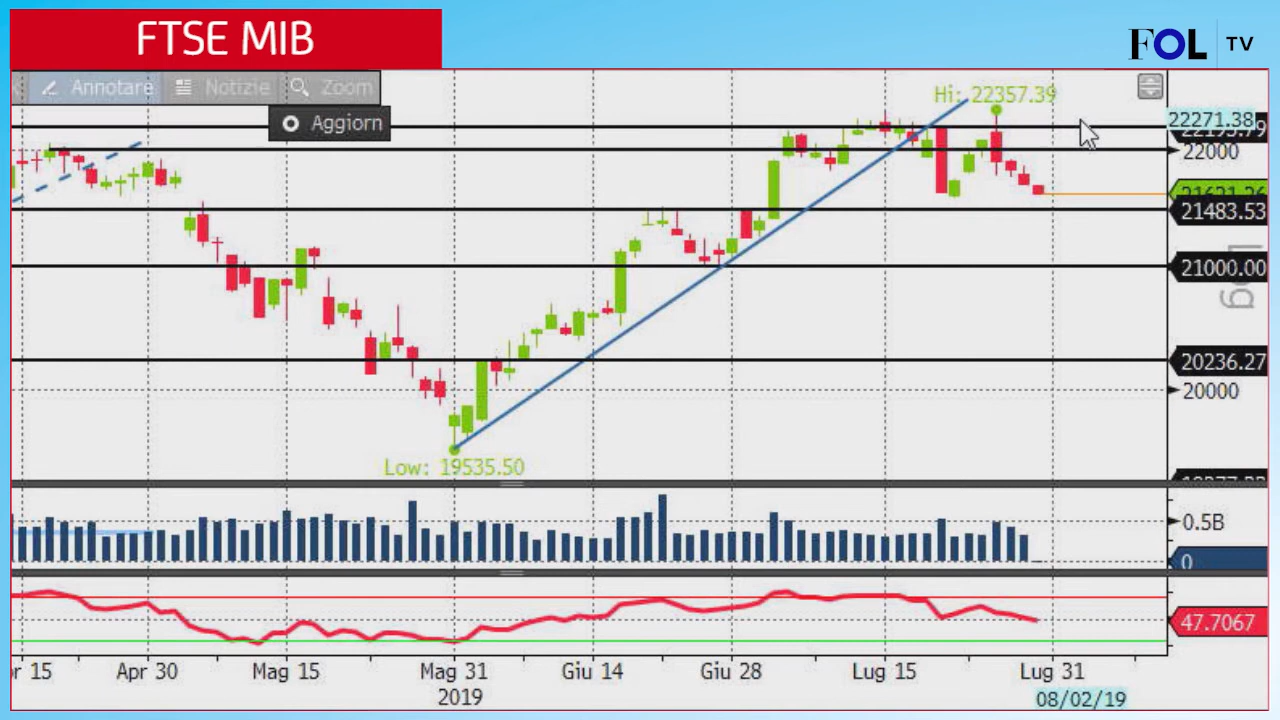 FTSE MIB
FOL TV
Annotare Notizie Zoom
Aggiorn
Hi: 22357.39
22271.38
22000
21483.53
21000.00
Log
20236.27
20000
Low: 19535.50
0.5B
0
47.7067
15 Apr 30 Mag 15 Mag 31 Giu 14 Giu 28 Lug 15 Lug 31
2019
08/02/19